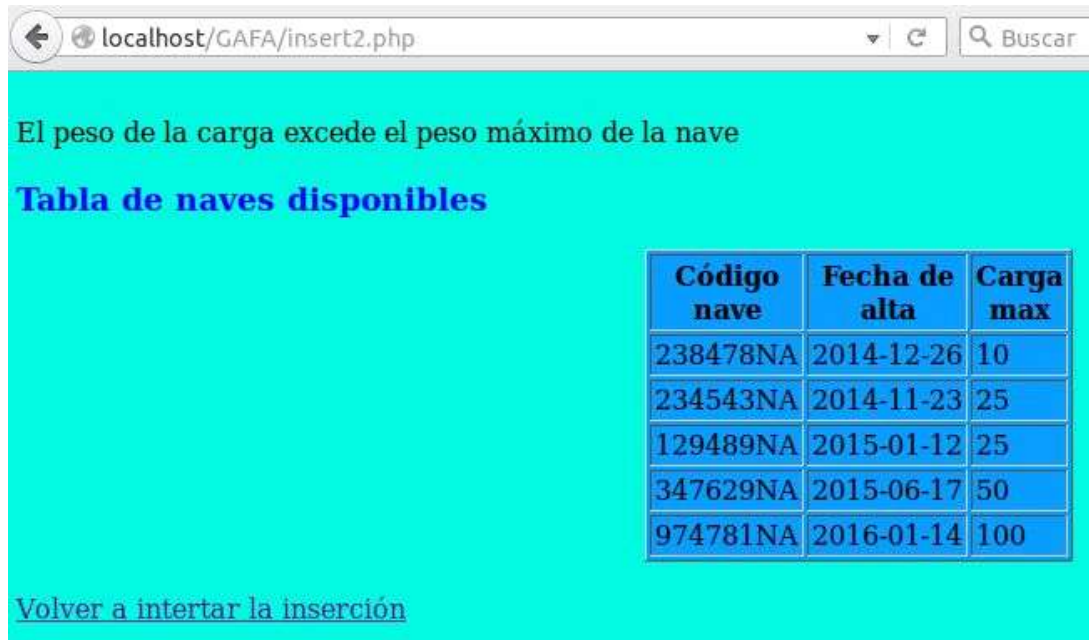 localhost/GAFA/insert2.php
Buscar
El peso de la carga excede el peso máximo de la nave
Tabla de naves disponibles
Código nave Fecha de alta Carga max
238478NA 2014-12-26 10
234543NA 2014-11-23 25
129489NA 2015-01-12 25
347629NA 2015-06-17 50
974781NA 2016-01-14 100
Volver a intertar la inserción